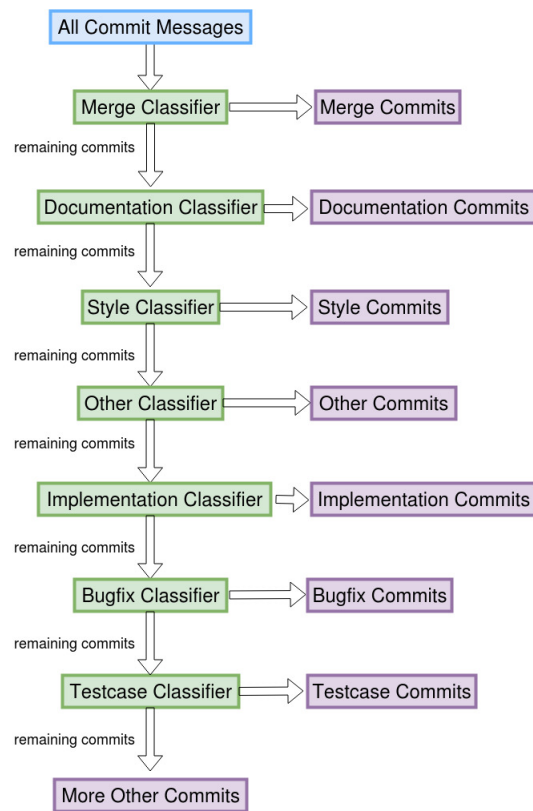 All Commit Messages
Merge Classifier
Merge Commits
remaining commits
Documentation Classifier
Documentation Commits
remaining commits
Style Classifier
Style Commits
remaining commits
Other Classifier
Other Commits
remaining commits
Implementation Classifier
Implementation Commits
remaining commits
Bugfix Classifier
Bugfix Commits
remaining commits
Testcase Classifier
Testcase Commits
remaining commits
More Other Commits